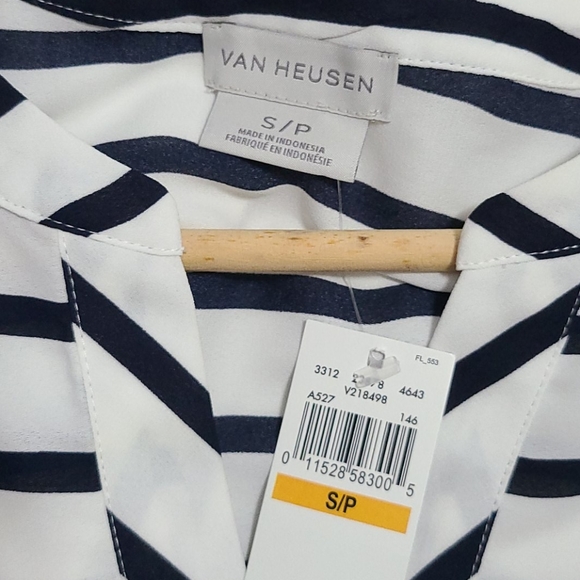 VAN HEUSEN
S/P
MADE IN INDONESIA
FABRIQUÉ EN INDONÉSIE
FL_553
3312 4643
V218498
A527 146
0 11528 58300 5
S/P